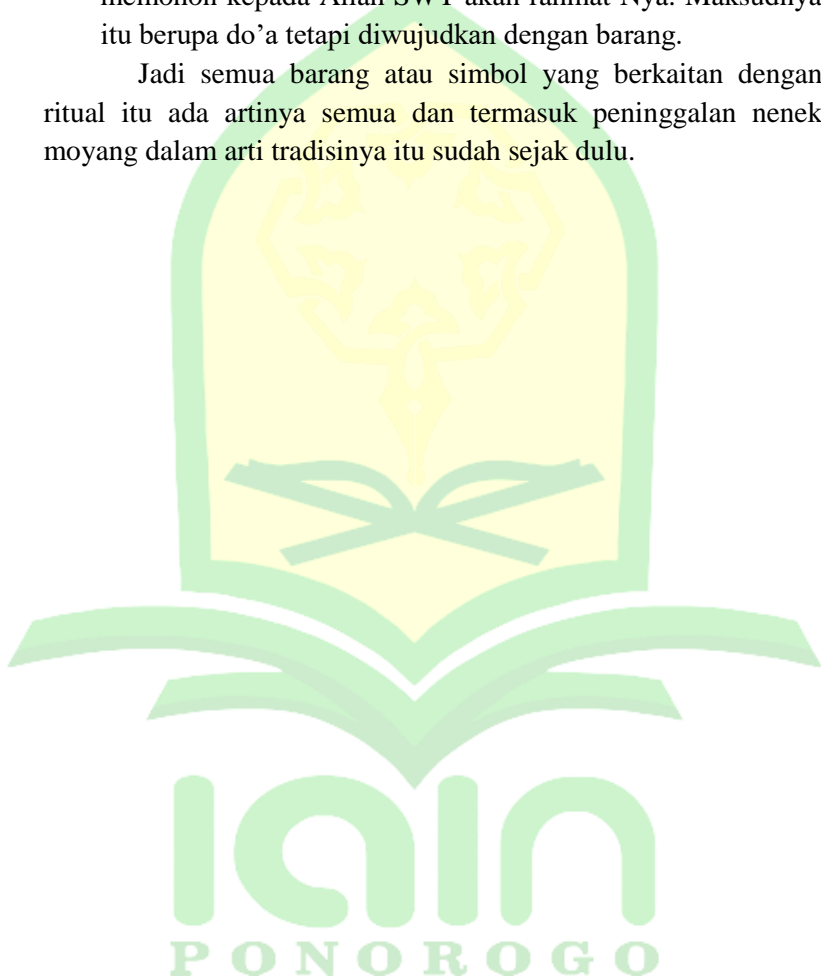 memohon kepada Allah SWT akan rahmat-Nya. Maksudnya
itu berupa do’a tetapi diwujudkan dengan barang.
Jadi semua barang atau simbol yang berkaitan dengan
ritual itu ada artinya semua dan termasuk peninggalan nenek
moyang dalam arti tradisinya itu sudah sejak dulu.
iain
PONOROGO